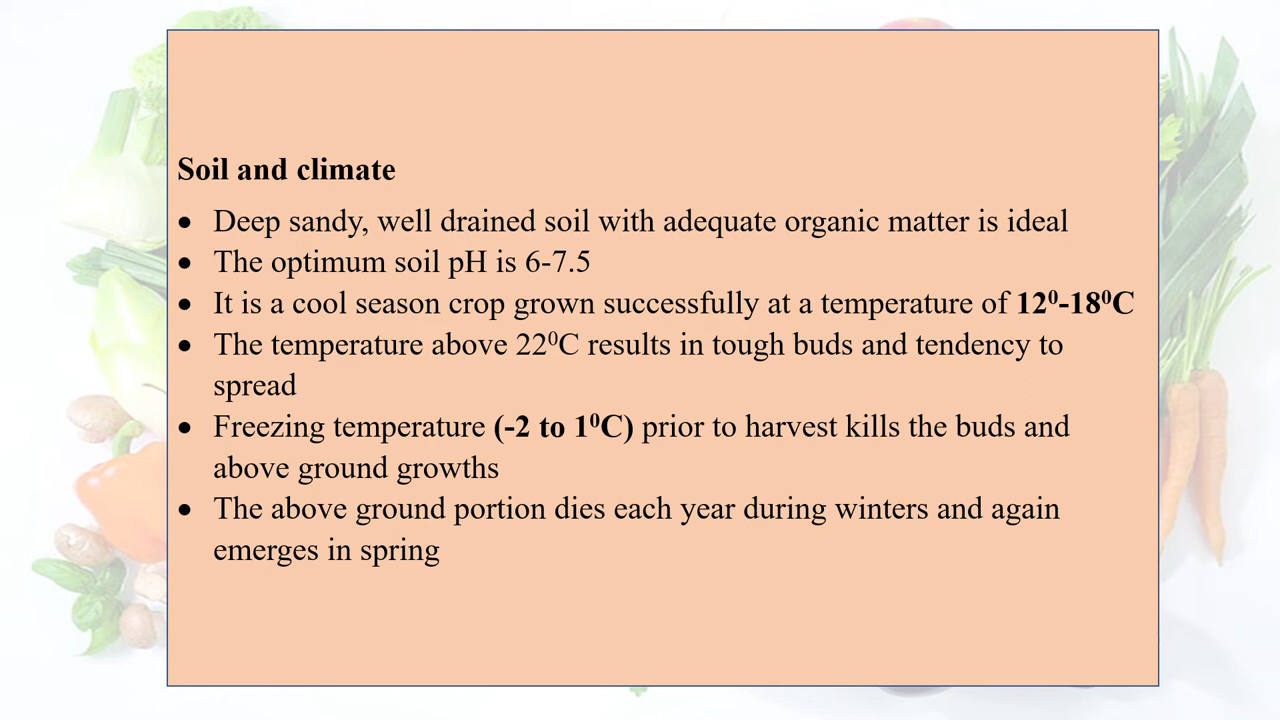 Soil and climate
• Deep sandy, well drained soil with adequate organic matter is ideal
• The optimum soil pH is 6-7.5
• It is a cool season crop grown successfully at a temperature of 12⁰-18⁰C
• The temperature above 22⁰C results in tough buds and tendency to
spread
• Freezing temperature (-2 to 1⁰C) prior to harvest kills the buds and
above ground growths
• The above ground portion dies each year during winters and again
emerges in spring